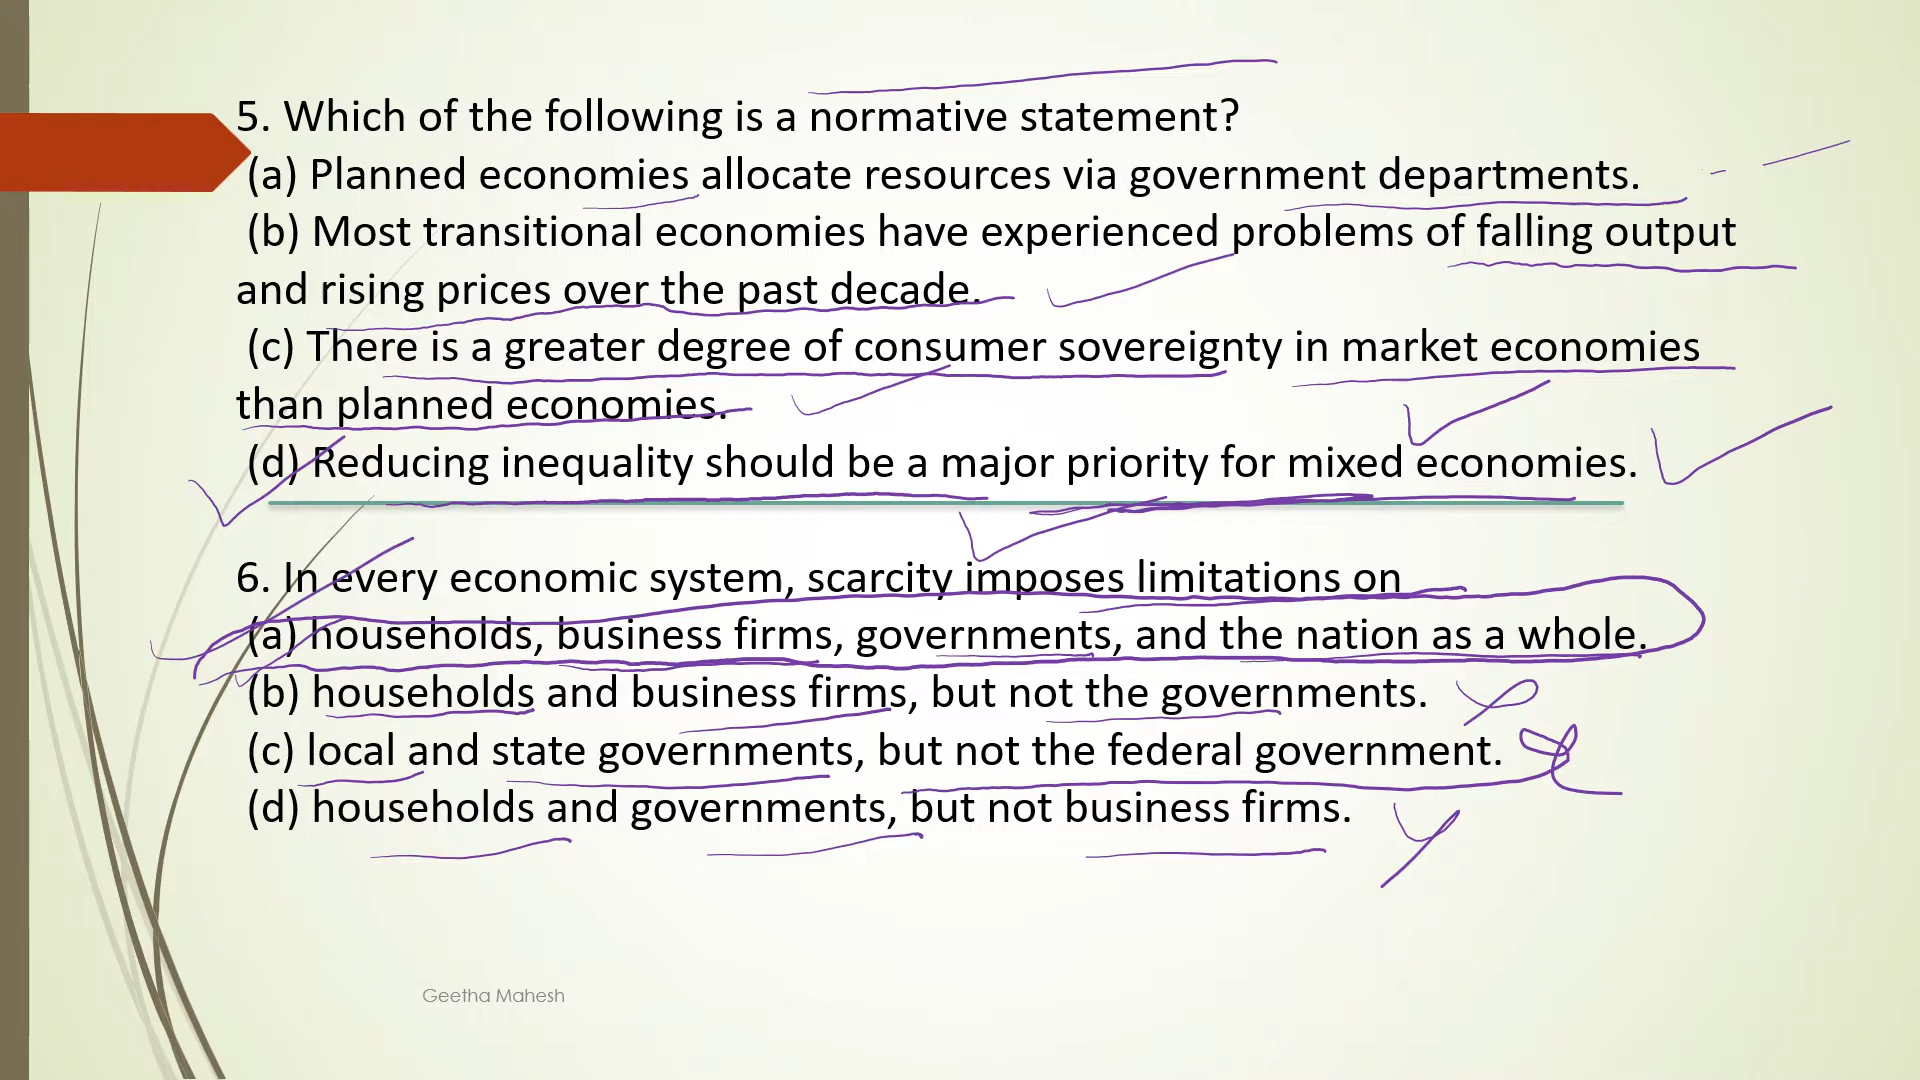 5. Which of the following is a normative statement?
(a) Planned economies allocate resources via government departments.
(b) Most transitional economies have experienced problems of falling output
and rising prices over the past decade.
(c) There is a greater degree of consumer sovereignty in market economies
than planned economies.
(d) Reducing inequality should be a major priority for mixed economies.
6. In every economic system, scarcity imposes limitations on
(a) households, business firms, governments, and the nation as a whole.
(b) households and business firms, but not the governments.
(c) local and state governments, but not the federal government.
(d) households and governments, but not business firms.
Geetha Mahesh